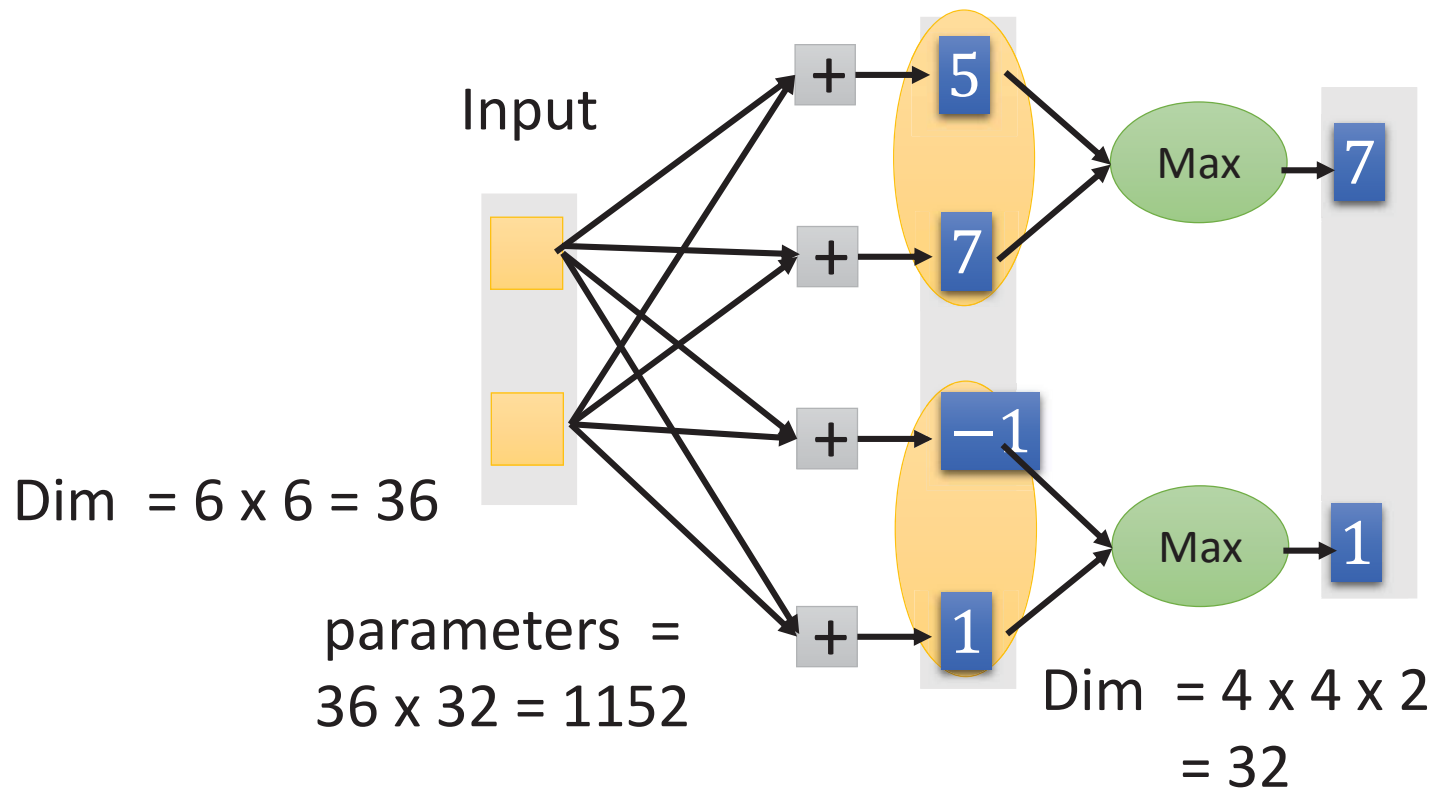 Input
+
5
Max
7
+
7
+
−1
Dim = 6 x 6 = 36
Max
1
+
1
parameters =
36 x 32 = 1152
Dim = 4 x 4 x 2
= 32